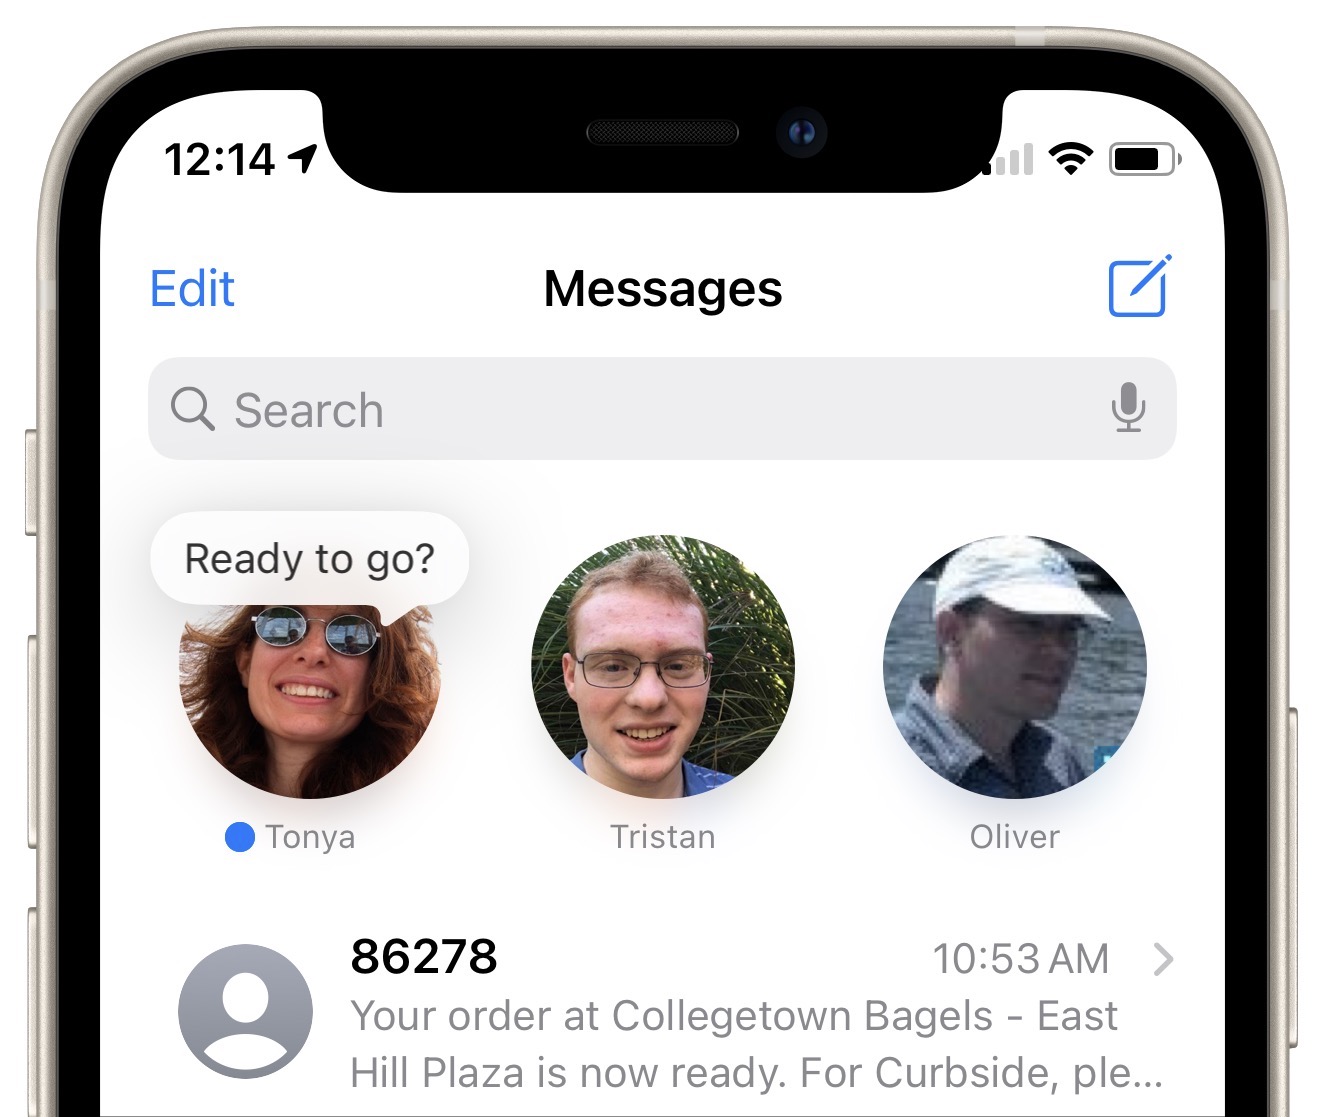 12:14
Edit
Messages
Search
Ready to go?
Tonya
Tristan
Oliver
86278
10:53 AM
Your order at Collegetown Bagels - East
Hill Plaza is now ready. For Curbside, ple...